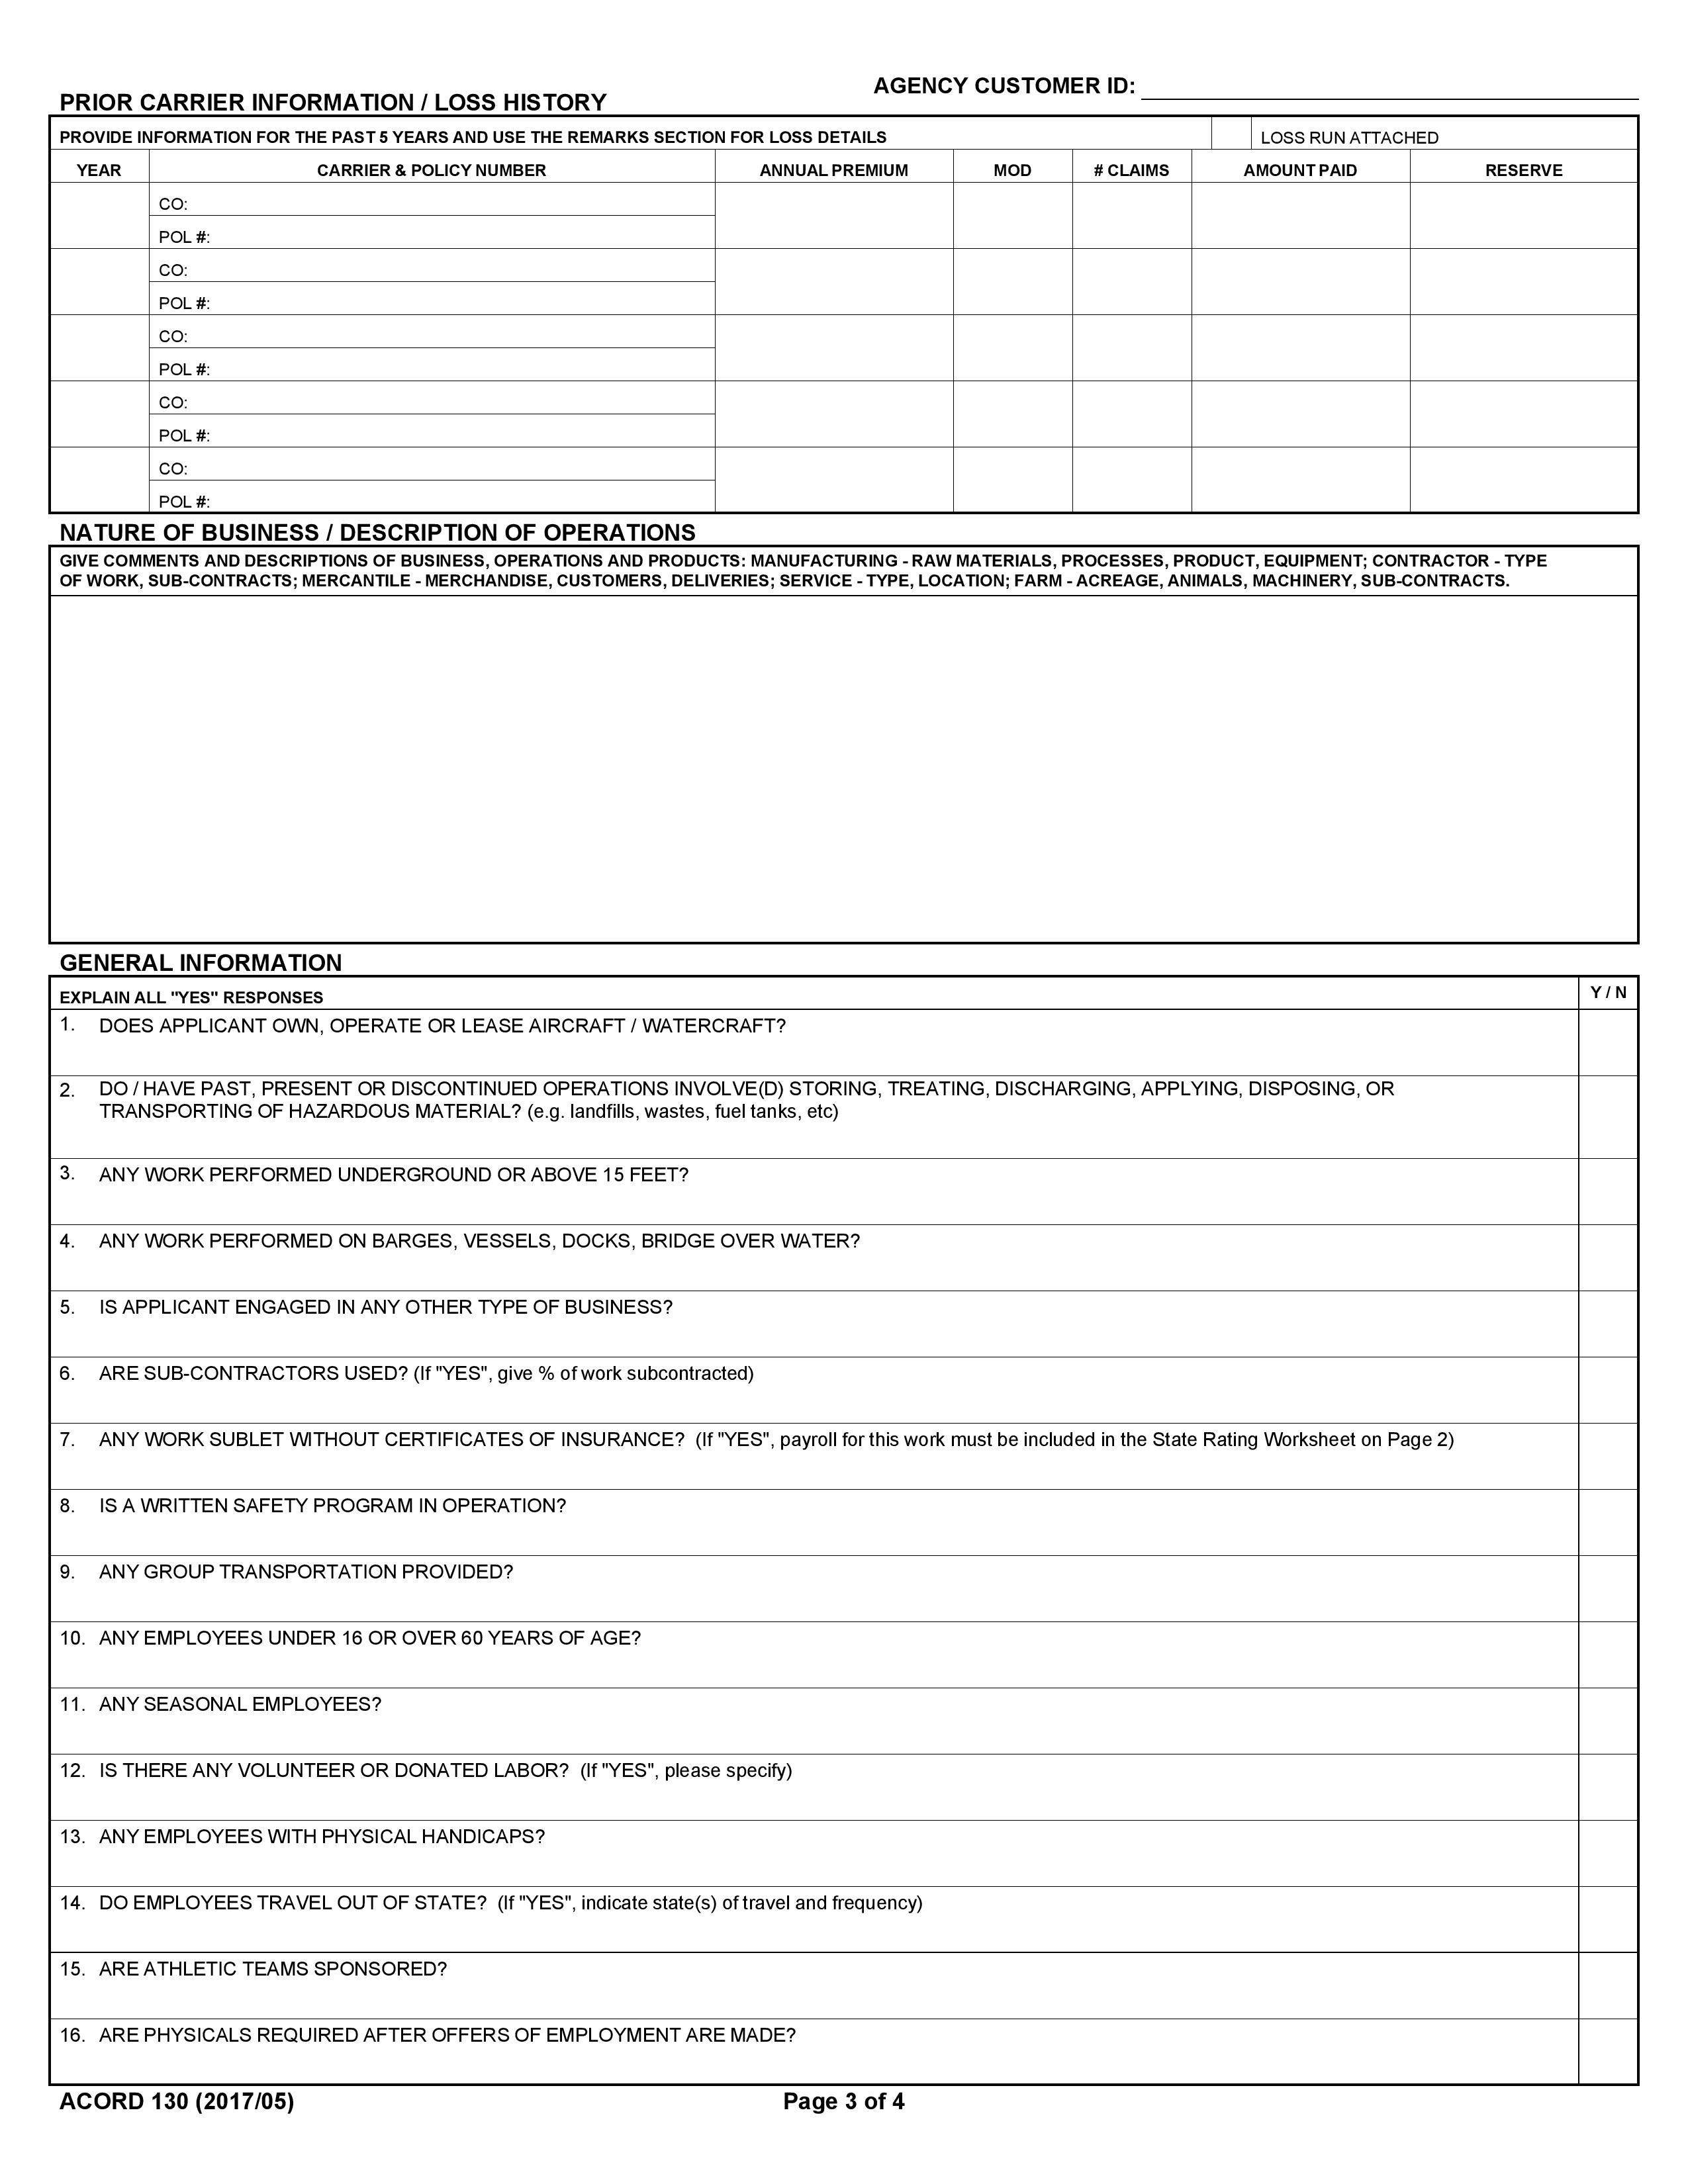 AGENCY CUSTOMER ID:
PRIOR CARRIER INFORMATION / LOSS HISTORY
PROVIDE INFORMATION FOR THE PAST 5 YEARS AND USE THE REMARKS SECTION FOR LOSS DETAILS LOSS RUN ATTACHED
YEAR CARRIER & POLICY NUMBER ANNUAL PREMIUM MOD # CLAIMS AMOUNT PAID RESERVE
CO:
POL #:
CO:
POL #:
CO:
POL #:
CO:
POL #:
CO:
POL #:
NATURE OF BUSINESS / DESCRIPTION OF OPERATIONS
GIVE COMMENTS AND DESCRIPTIONS OF BUSINESS, OPERATIONS AND PRODUCTS: MANUFACTURING - RAW MATERIALS, PROCESSES, PRODUCT, EQUIPMENT; CONTRACTOR - TYPE
OF WORK, SUB-CONTRACTS; MERCANTILE - MERCHANDISE, CUSTOMERS, DELIVERIES; SERVICE - TYPE, LOCATION; FARM - ACREAGE, ANIMALS, MACHINERY, SUB-CONTRACTS.
GENERAL INFORMATION
EXPLAIN ALL "YES" RESPONSES Y / N
1. DOES APPLICANT OWN, OPERATE OR LEASE AIRCRAFT / WATERCRAFT?
2. DO / HAVE PAST, PRESENT OR DISCONTINUED OPERATIONS INVOLVE(D) STORING, TREATING, DISCHARGING, APPLYING, DISPOSING, OR
TRANSPORTING OF HAZARDOUS MATERIAL? (e.g. landfills, wastes, fuel tanks, etc)
3. ANY WORK PERFORMED UNDERGROUND OR ABOVE 15 FEET?
4. ANY WORK PERFORMED ON BARGES, VESSELS, DOCKS, BRIDGE OVER WATER?
5. IS APPLICANT ENGAGED IN ANY OTHER TYPE OF BUSINESS?
6. ARE SUB-CONTRACTORS USED? (If "YES", give % of work subcontracted)
7. ANY WORK SUBLET WITHOUT CERTIFICATES OF INSURANCE? (If "YES", payroll for this work must be included in the State Rating Worksheet on Page 2)
8. IS A WRITTEN SAFETY PROGRAM IN OPERATION?
9. ANY GROUP TRANSPORTATION PROVIDED?
10. ANY EMPLOYEES UNDER 16 OR OVER 60 YEARS OF AGE?
11. ANY SEASONAL EMPLOYEES?
12. IS THERE ANY VOLUNTEER OR DONATED LABOR? (If "YES", please specify)
13. ANY EMPLOYEES WITH PHYSICAL HANDICAPS?
14. DO EMPLOYEES TRAVEL OUT OF STATE? (If "YES", indicate state(s) of travel and frequency)
15. ARE ATHLETIC TEAMS SPONSORED?
16. ARE PHYSICALS REQUIRED AFTER OFFERS OF EMPLOYMENT ARE MADE?
ACORD 130 (2017/05) Page 3 of 4